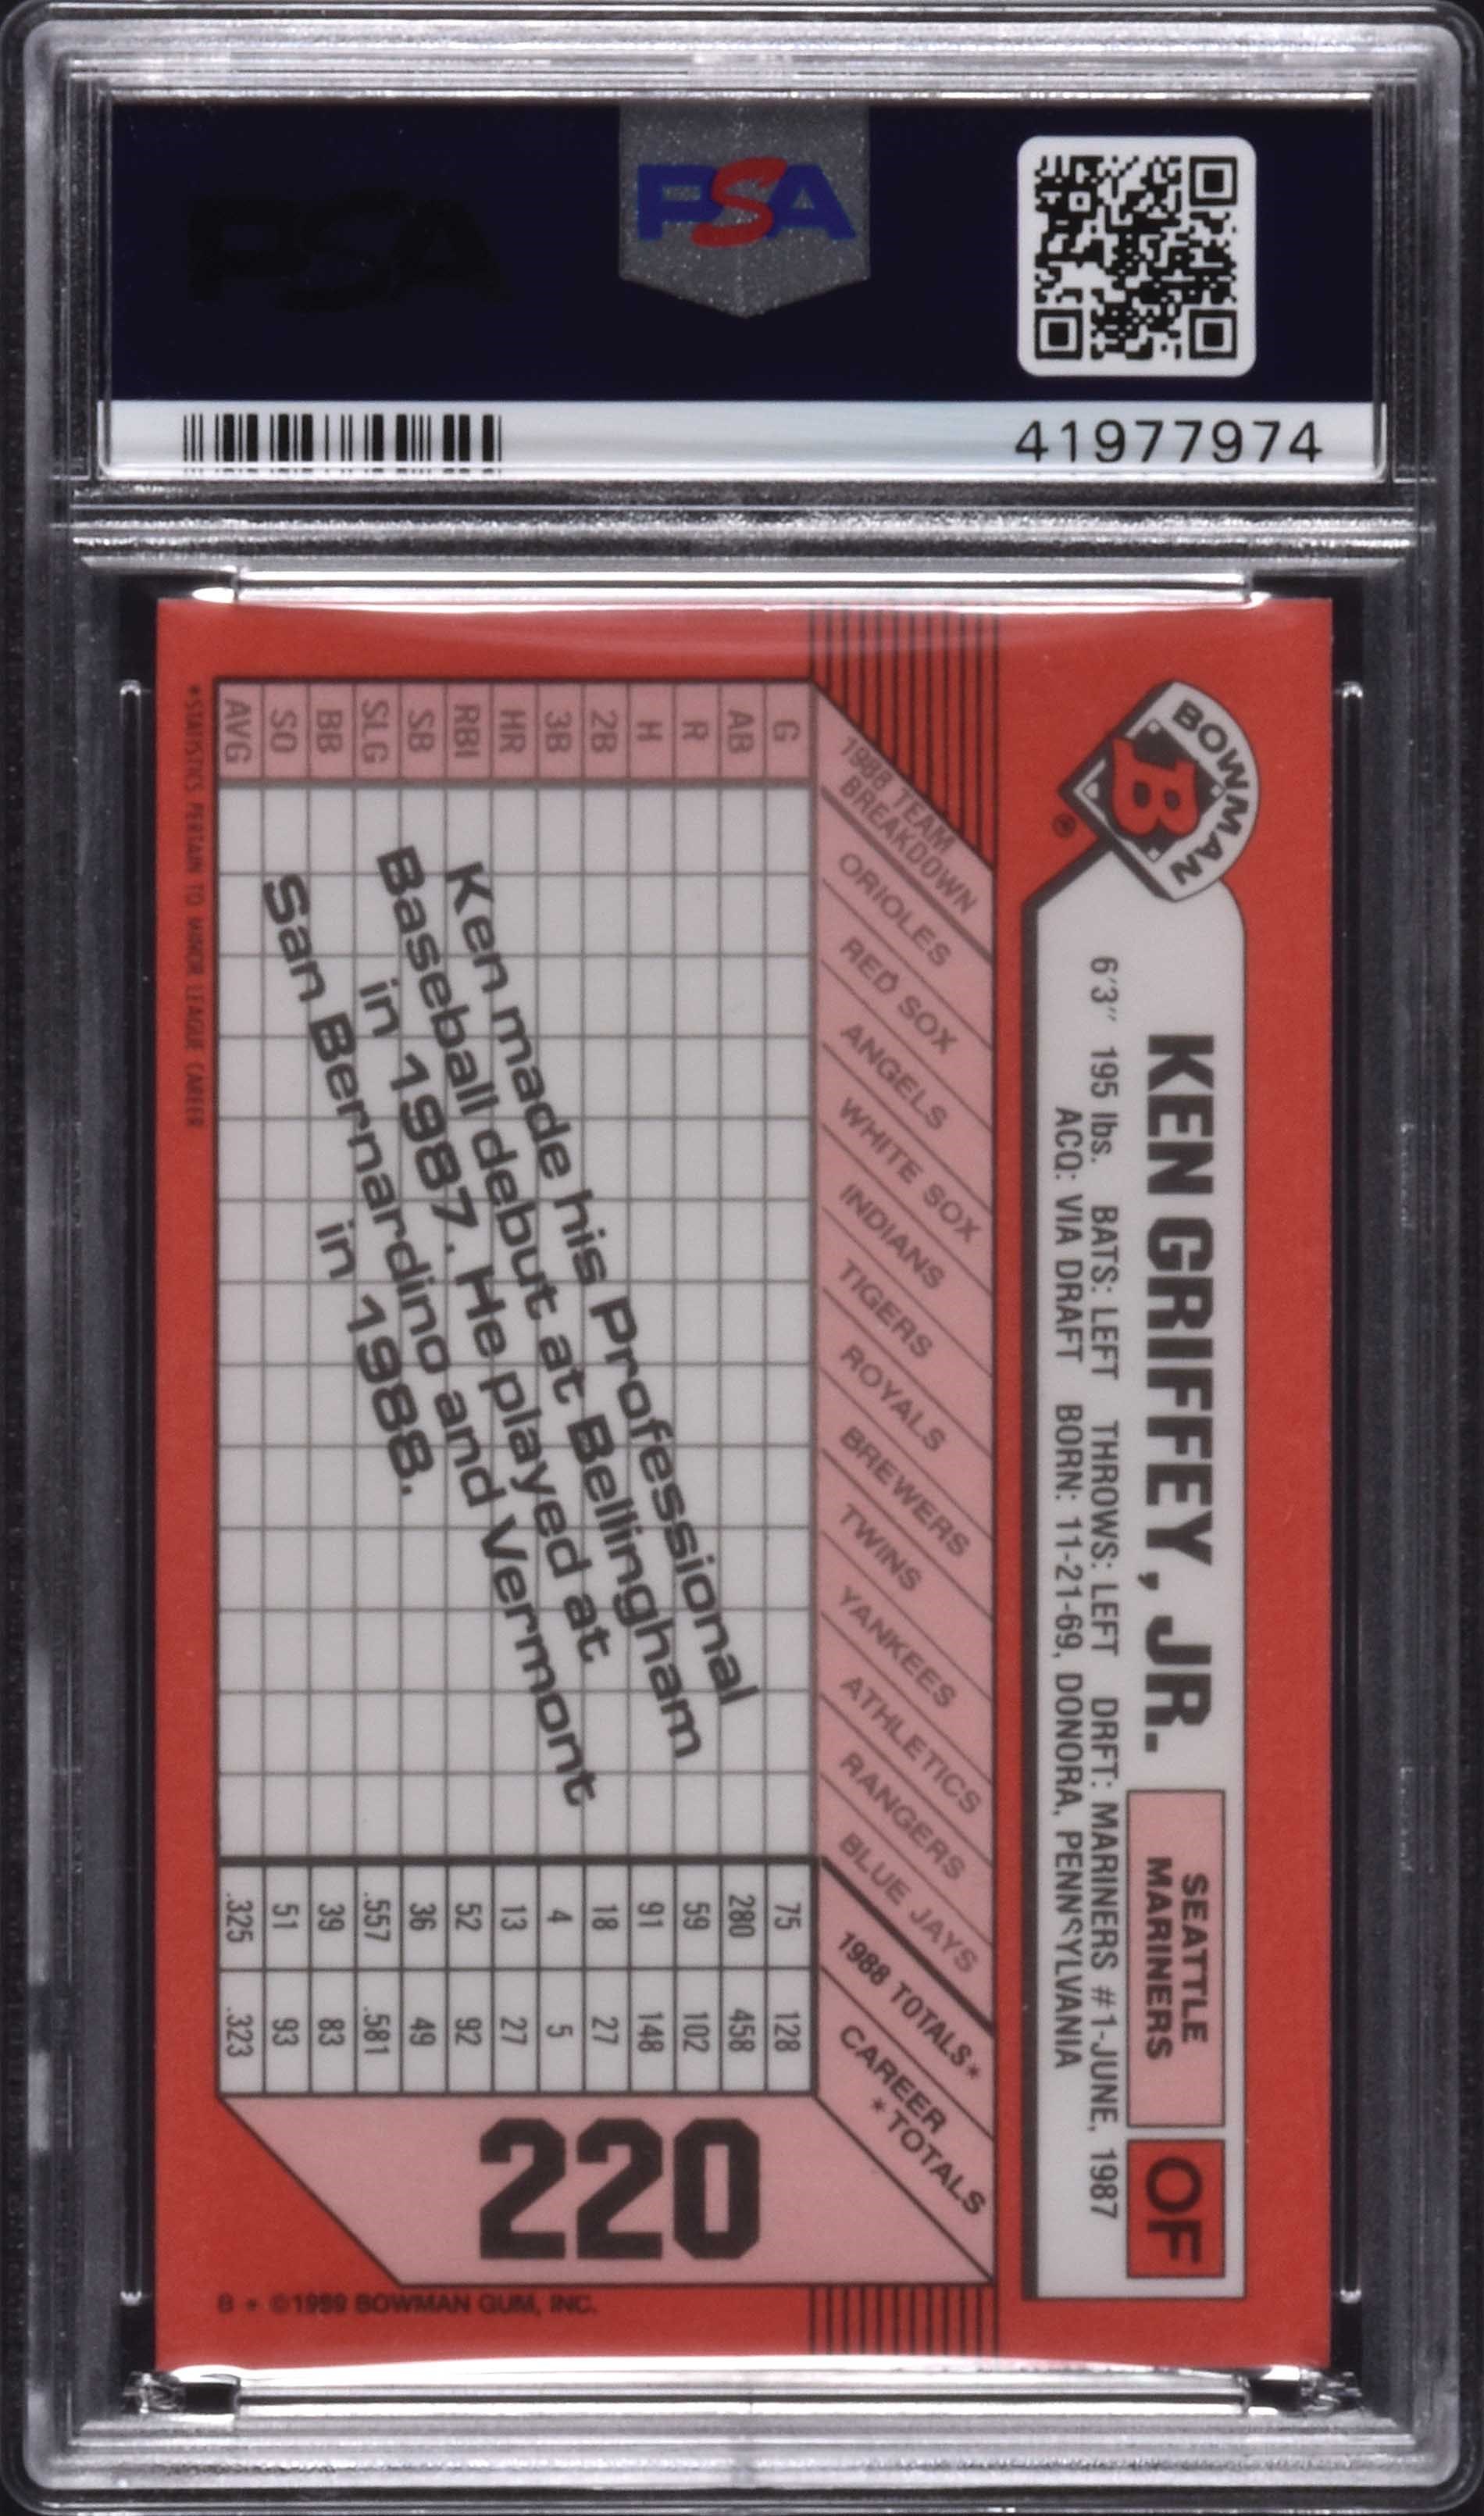 PSA
PSA
41977974
BOWMAN
B
®
KEN GRIFFEY, JR.
SEATTLE
MARINERS
OF
6'3" 195 lbs. BATS: LEFT THROWS: LEFT DRFT: MARINERS #1-JUNE, 1987
ACQ: VIA DRAFT BORN: 11-21-69, DONORA, PENNSYLVANIA
1988 TEAM
BREAKDOWN
ORIOLES
RED SOX
ANGELS
WHITE SOX
INDIANS
TIGERS
ROYALS
BREWERS
TWINS
YANKEES
ATHLETICS
RANGERS
BLUE JAYS
1988 TOTALS*
CAREER
*TOTALS
G 75 128
AB 280 458
R 59 102
H 91 148
2B 18 27
3B 4 5
HR 13 27
RBI 52 92
SB 36 49
SLG .557 .581
BB 39 83
SO 51 93
AVG .325 .323
Ken made his Professional
Baseball debut at Bellingham
in 1987. He played at
San Bernardino and Vermont
in 1988.
220
*STATISTICS PERTAIN TO MINOR LEAGUE CAREER
B * ©1989 BOWMAN GUM, INC.